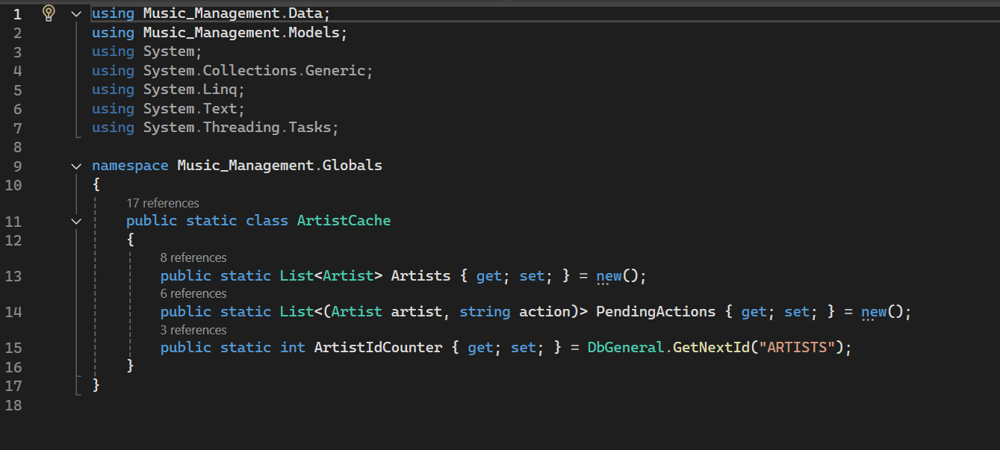 1 using Music_Management.Data;
2 using Music_Management.Models;
3 using System;
4 using System.Collections.Generic;
5 using System.Linq;
6 using System.Text;
7 using System.Threading.Tasks;
8
9 namespace Music_Management.Globals
10 {
17 references
11 public static class ArtistCache
12 {
8 references
13 public static List<Artist> Artists { get; set; } = new();
6 references
14 public static List<(Artist artist, string action)> PendingActions { get; set; } = new();
3 references
15 public static int ArtistIdCounter { get; set; } = DbGeneral.GetNextId("ARTISTS");
16 }
17 }
18